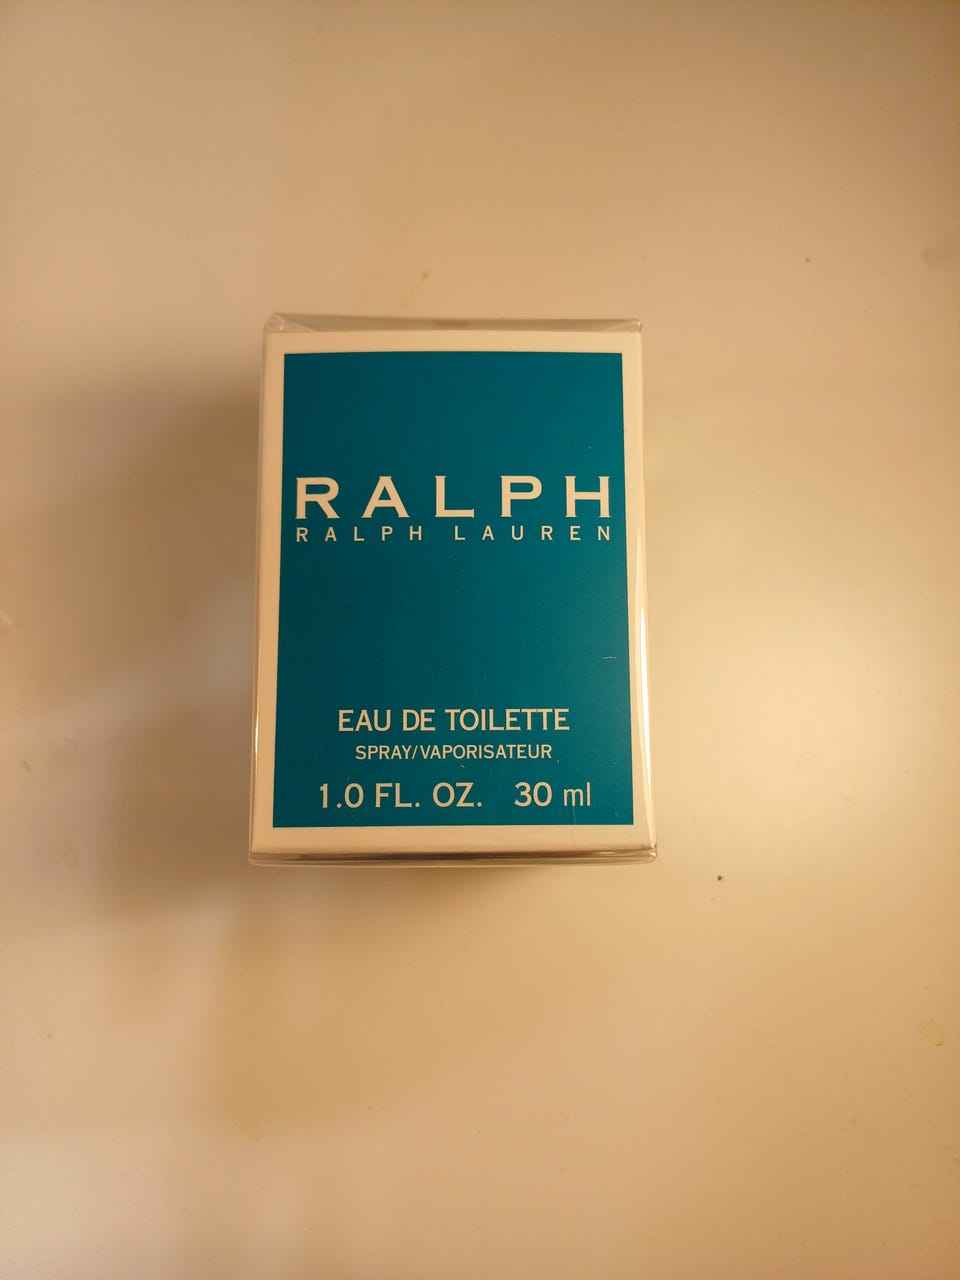 RALPH
RALPH LAUREN
EAU DE TOILETTE
SPRAY/VAPORISATEUR
1.0 FL. OZ. 30 ml